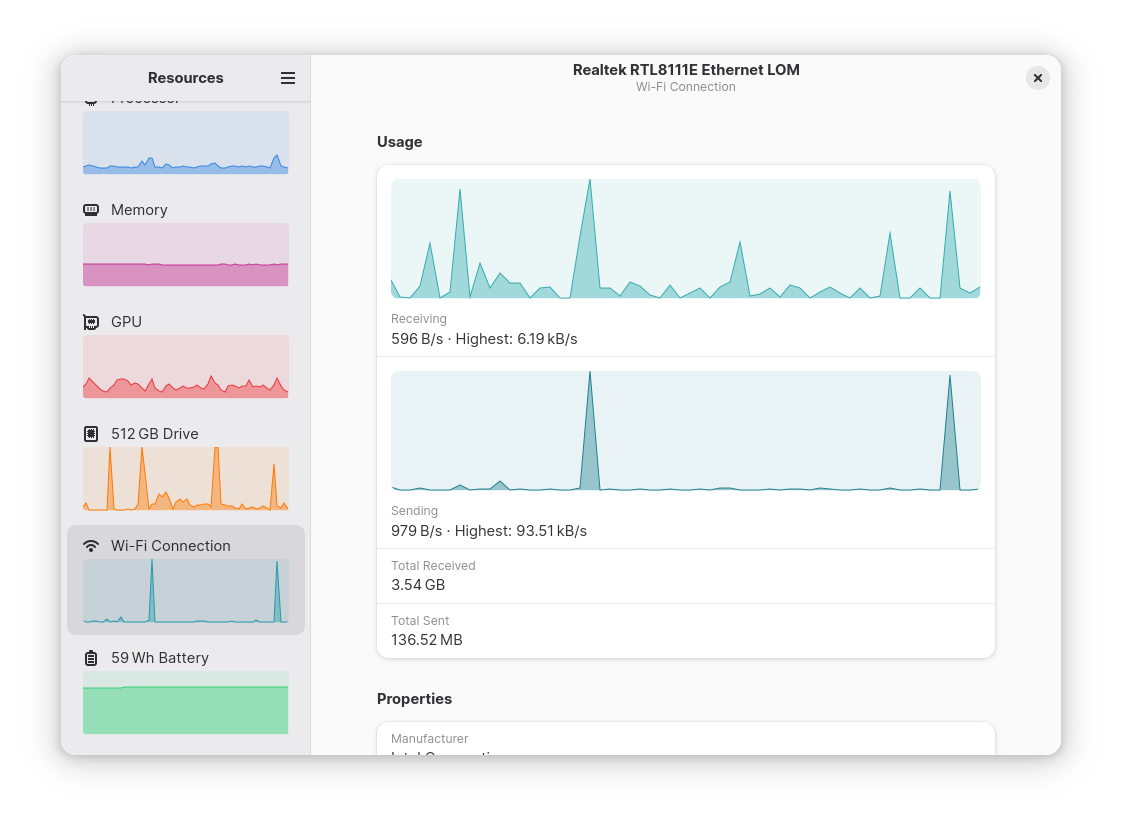 Resources
Processor
Memory
GPU
512 GB Drive
Wi-Fi Connection
59 Wh Battery
Realtek RTL8111E Ethernet LOM
Wi-Fi Connection
Usage
Receiving
596 B/s · Highest: 6.19 kB/s
Sending
979 B/s · Highest: 93.51 kB/s
Total Received
3.54 GB
Total Sent
136.52 MB
Properties
Manufacturer